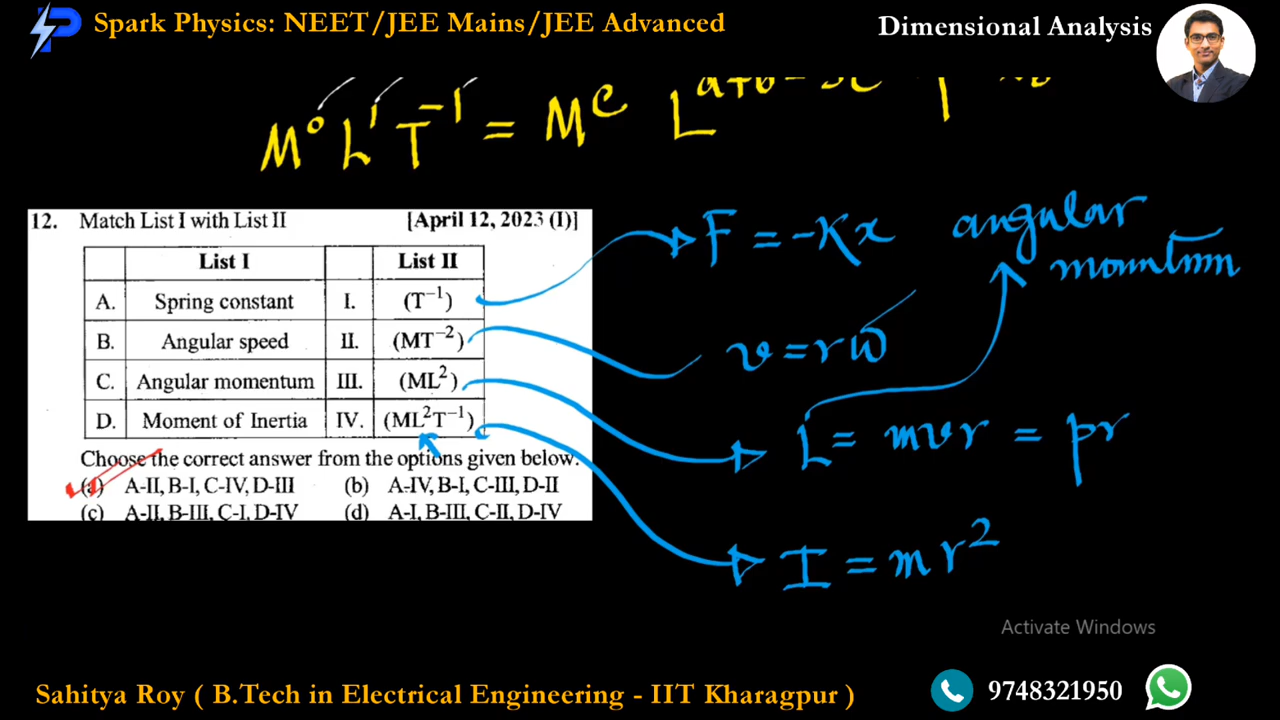 Spark Physics: NEET/JEE Mains/JEE Advanced
Dimensional Analysis
M⁰ L¹ T⁻¹ = Mᶜ L
12. Match List I with List II [April 12, 2023 (I)]
List I List II
A. Spring constant I. (T⁻¹)
B. Angular speed II. (MT⁻²)
C. Angular momentum III. (ML²)
D. Moment of Inertia IV. (ML²T⁻¹)
Choose the correct answer from the options given below:
(a) A-II, B-I, C-IV, D-III (b) A-IV, B-I, C-III, D-II
(c) A-II, B-III, C-I, D-IV (d) A-I, B-III, C-II, D-IV
F = -Kx
angular
v = rω
L = mvr = pr
I = mr²
Activate Windows
Sahitya Roy ( B.Tech in Electrical Engineering - IIT Kharagpur )
9748321950